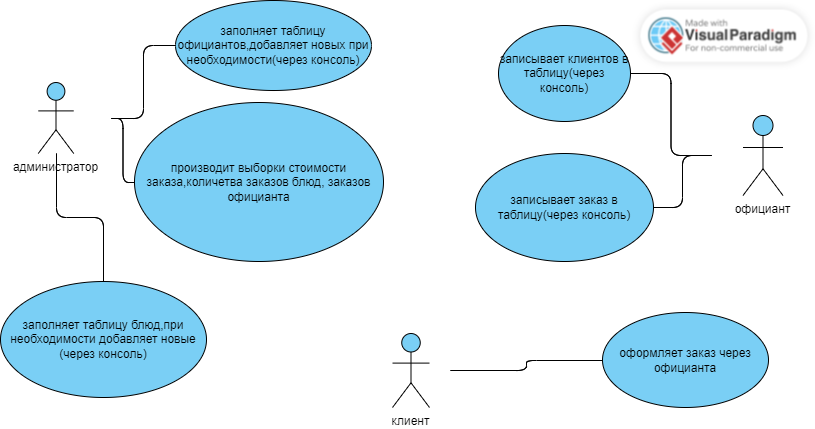 заполняет таблицу
официантов,добавляет новых при
необходимости(через консоль)
Made with
Visual Paradigm
For non-commercial use
записывает клиентов в
таблицу(через
консоль)
администратор
производит выборки стоимости
заказа,количетва заказов блюд, заказов
официанта
записывает заказ в
таблицу(через консоль)
официант
заполняет таблицу блюд,при
необходимости добавляет новые
(через консоль)
оформляет заказ через
официанта
клиент